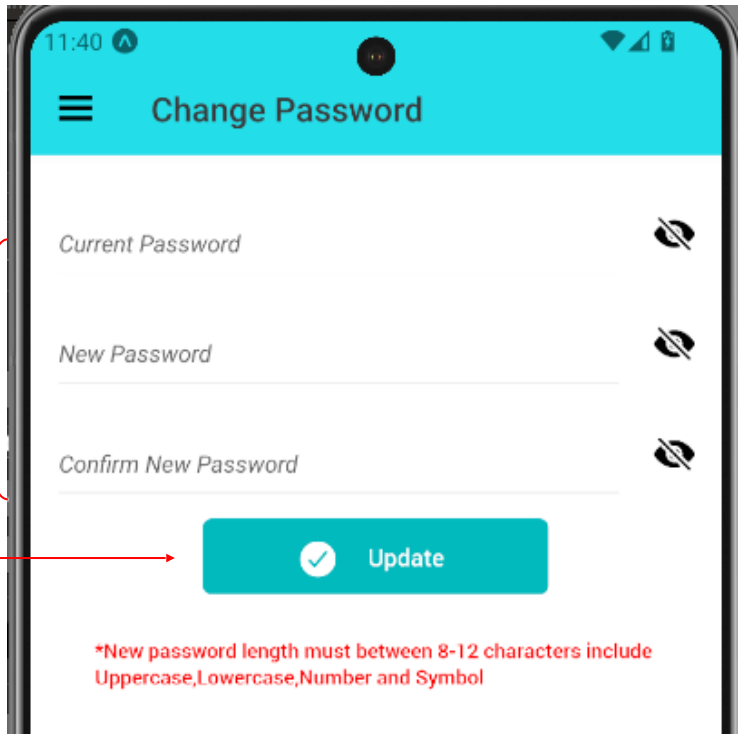 11:40
Change Password
Current Password
New Password
Confirm New Password
Update
*New password length must between 8-12 characters include
Uppercase,Lowercase,Number and Symbol